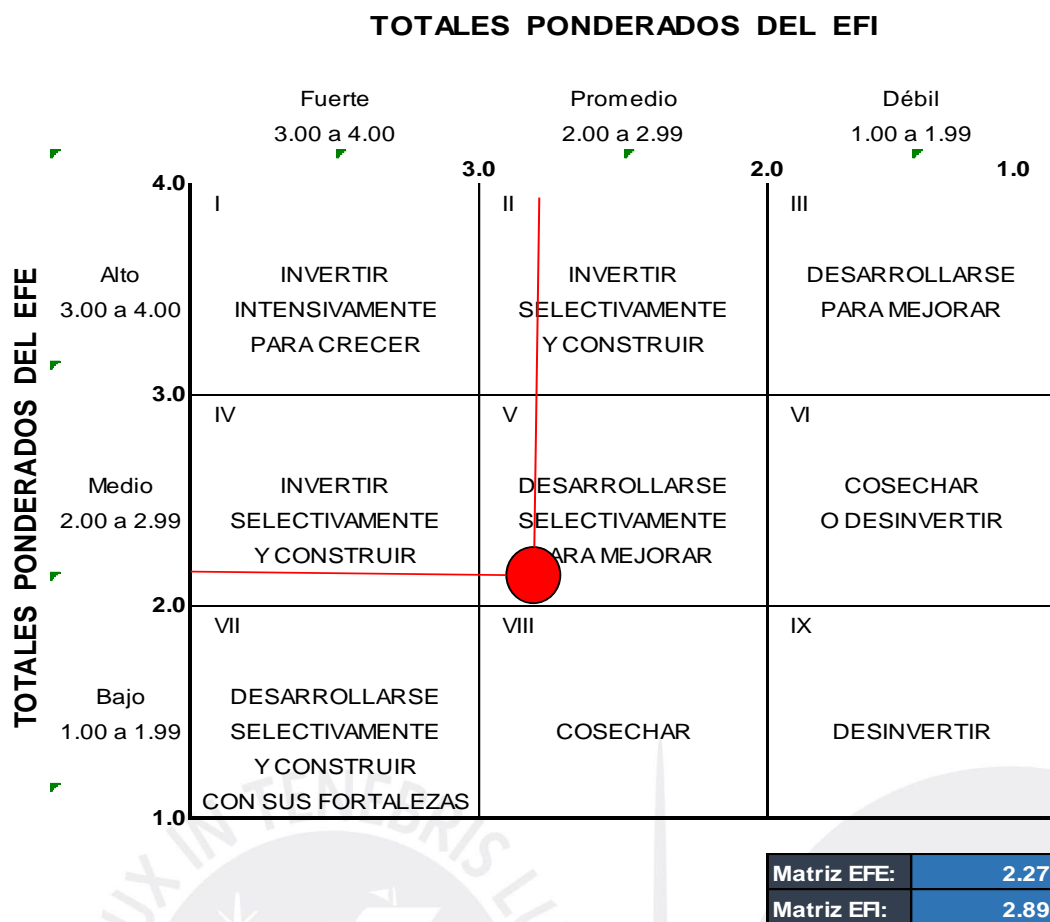 TOTALES PONDERADOS DEL EFI
Fuerte
Promedio
Débil
3.00 a 4.00
2.00 a 2.99
1.00 a 1.99
4.0
3.0
2.0
1.0
TOTALES PONDERADOS DEL EFE
Alto
3.00 a 4.00
I
INVERTIR
INTENSIVAMENTE
PARA CRECER
II
INVERTIR
SELECTIVAMENTE
Y CONSTRUIR
III
DESARROLLARSE
PARA MEJORAR
3.0
Medio
2.00 a 2.99
IV
INVERTIR
SELECTIVAMENTE
Y CONSTRUIR
V
DESARROLLARSE
SELECTIVAMENTE
ARA MEJORAR
VI
COSECHAR
O DESINVERTIR
2.0
Bajo
1.00 a 1.99
VII
DESARROLLARSE
SELECTIVAMENTE
Y CONSTRUIR
CON SUS FORTALEZAS
VIII
COSECHAR
IX
DESINVERTIR
1.0
Matriz EFE: 2.27
Matriz EFI: 2.89
LUX IN TENEBRIS